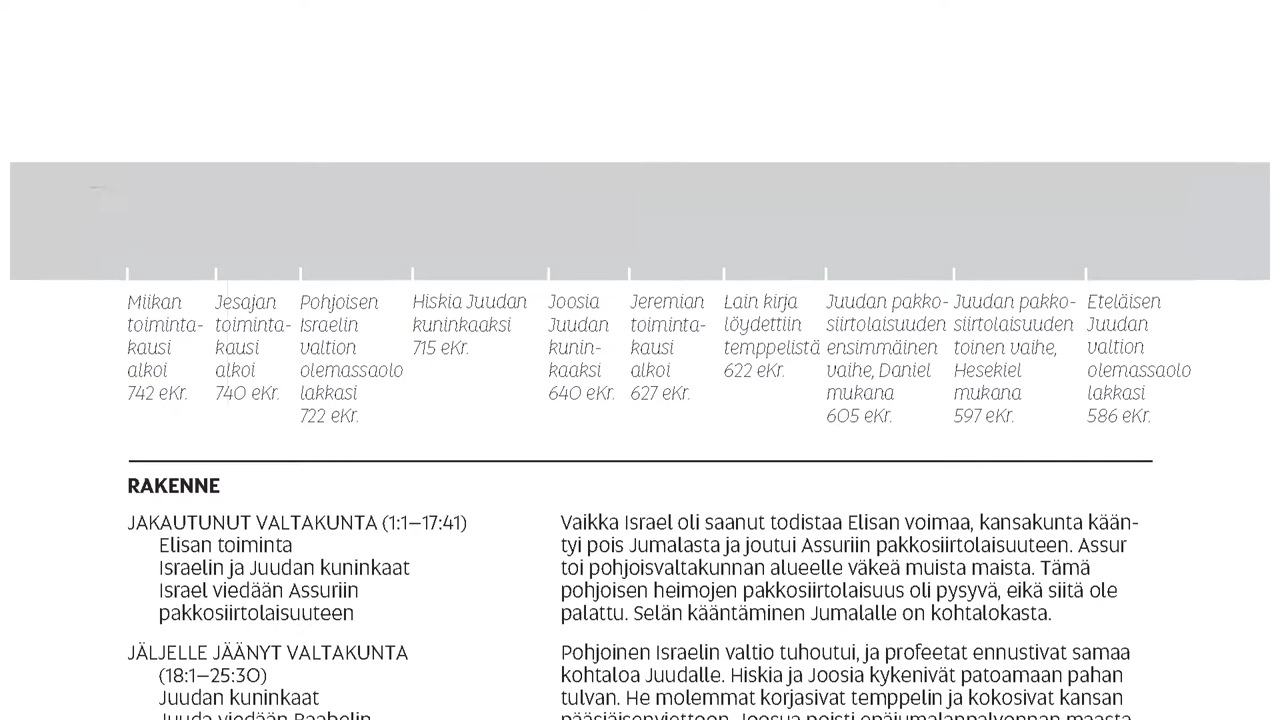 Miikan
toiminta-
kausi
alkoi
742 eKr.
Jesajan
toiminta-
kausi
alkoi
740 eKr.
Pohjoisen
Israelin
valtion
olemassaolo
lakkasi
722 eKr.
Hiskia Juudan
kuninkaaksi
715 eKr.
Joosia
Juudan
kunin-
kaaksi
640 eKr.
Jeremian
toiminta-
kausi
alkoi
627 eKr.
Lain kirja
löydettiin
temppelistä
622 eKr.
Juudan pakko-
siirtolaisuuden
ensimmäinen
vaihe, Daniel
mukana
605 eKr.
Juudan pakko-
siirtolaisuuden
toinen vaihe,
Hesekiel
mukana
597 eKr.
Eteläisen
Juudan
valtion
olemassaolo
lakkasi
586 eKr.
RAKENNE
JAKAUTUNUT VALTAKUNTA (1:1–17:41)
Elisan toiminta
Israelin ja Juudan kuninkaat
Israel viedään Assuriin
pakkosiirtolaisuuteen
Vaikka Israel oli saanut todistaa Elisan voimaa, kansakunta kään-
tyi pois Jumalasta ja joutui Assuriin pakkosiirtolaisuuteen. Assur
toi pohjoisvaltakunnan alueelle väkeä muista maista. Tämä
pohjoisen heimojen pakkosiirtolaisuus oli pysyvä, eikä siitä ole
palattu. Selän kääntäminen Jumalalle on kohtalokasta.
JÄLJELLE JÄÄNYT VALTAKUNTA
(18:1–25:30)
Juudan kuninkaat
Juuda viedään Baabelin
Pohjoinen Israelin valtio tuhoutui, ja profeetat ennustivat samaa
kohtaloa Juudalle. Hiskia ja Joosia kykenivät patoamaan pahan
tulvan. He molemmat korjasivat temppelin ja kokosivat kansan
pääsiäisenviettoon. Joosua poisti epäjumalanpalvonnan maasta